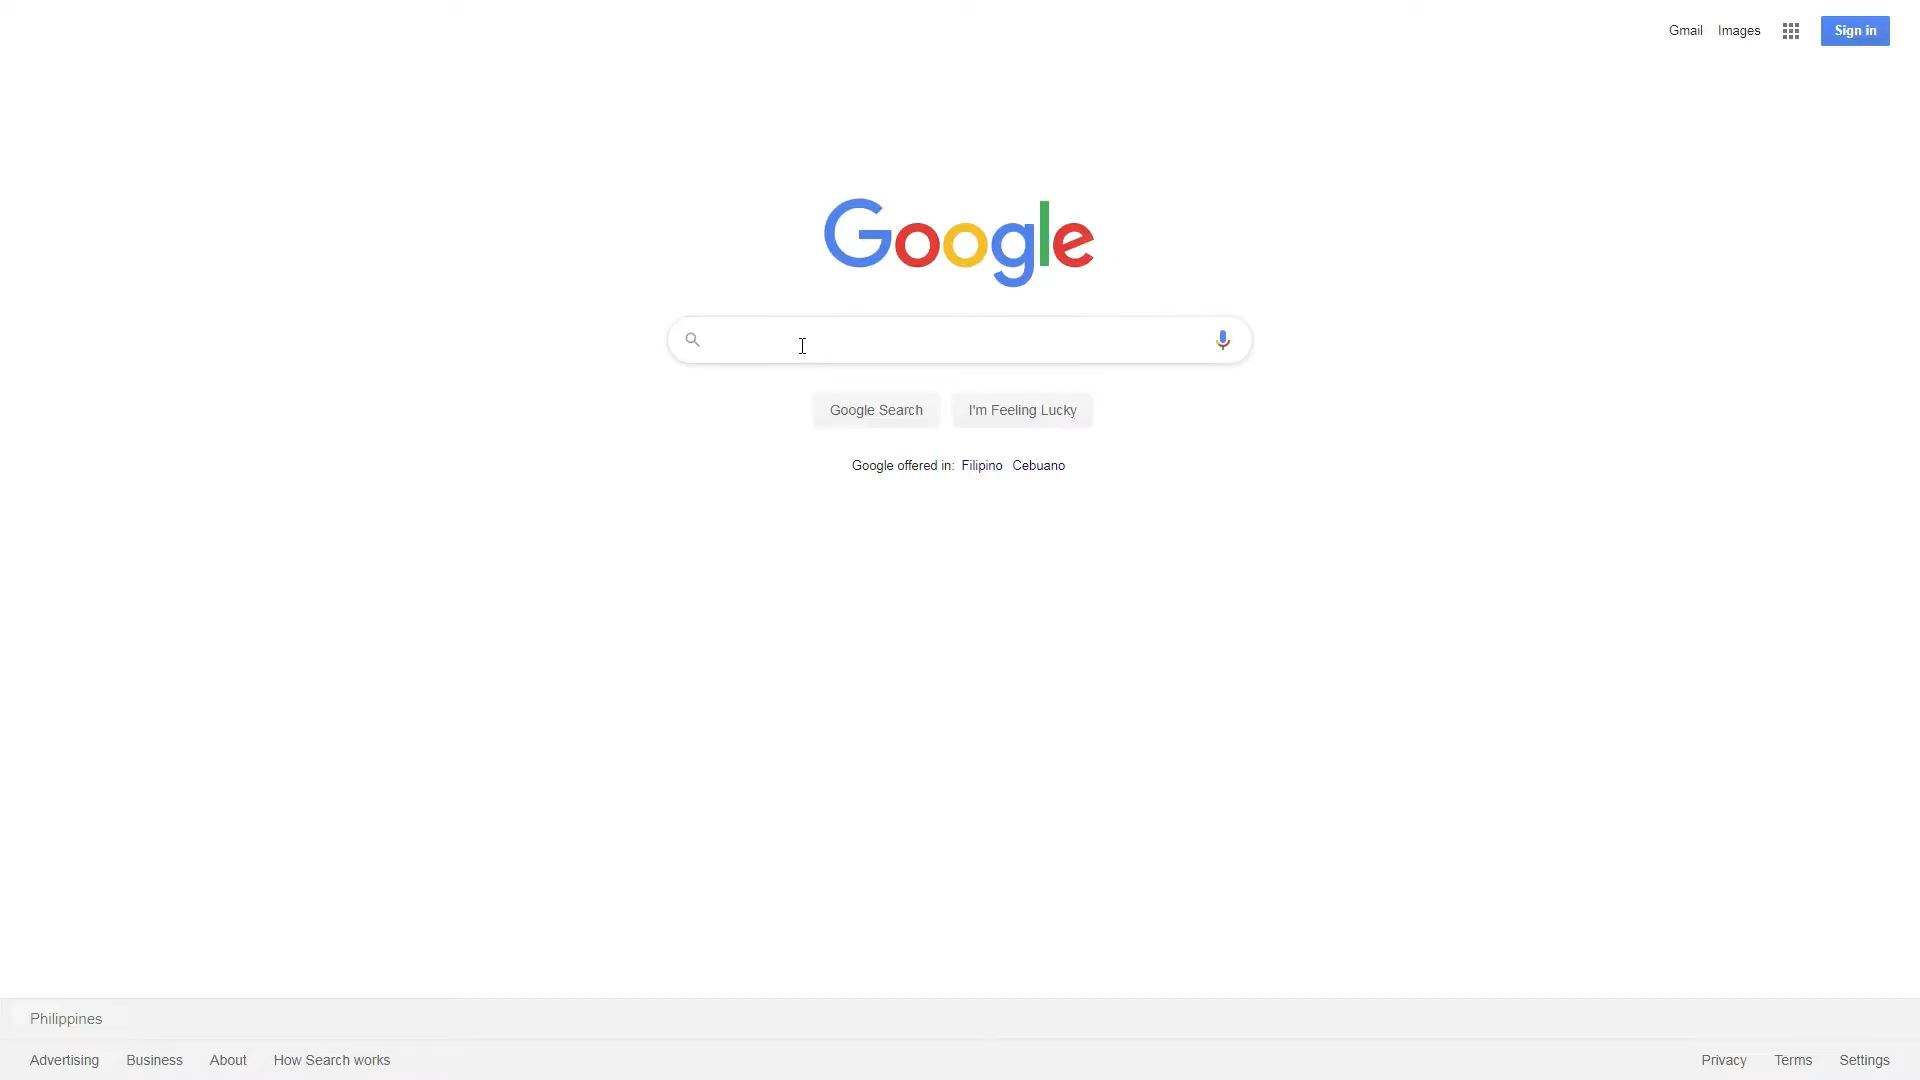 Gmail Images Sign in
Google
Google Search I'm Feeling Lucky
Google offered in: Filipino Cebuano
Philippines
Advertising Business About How Search works Privacy Terms Settings